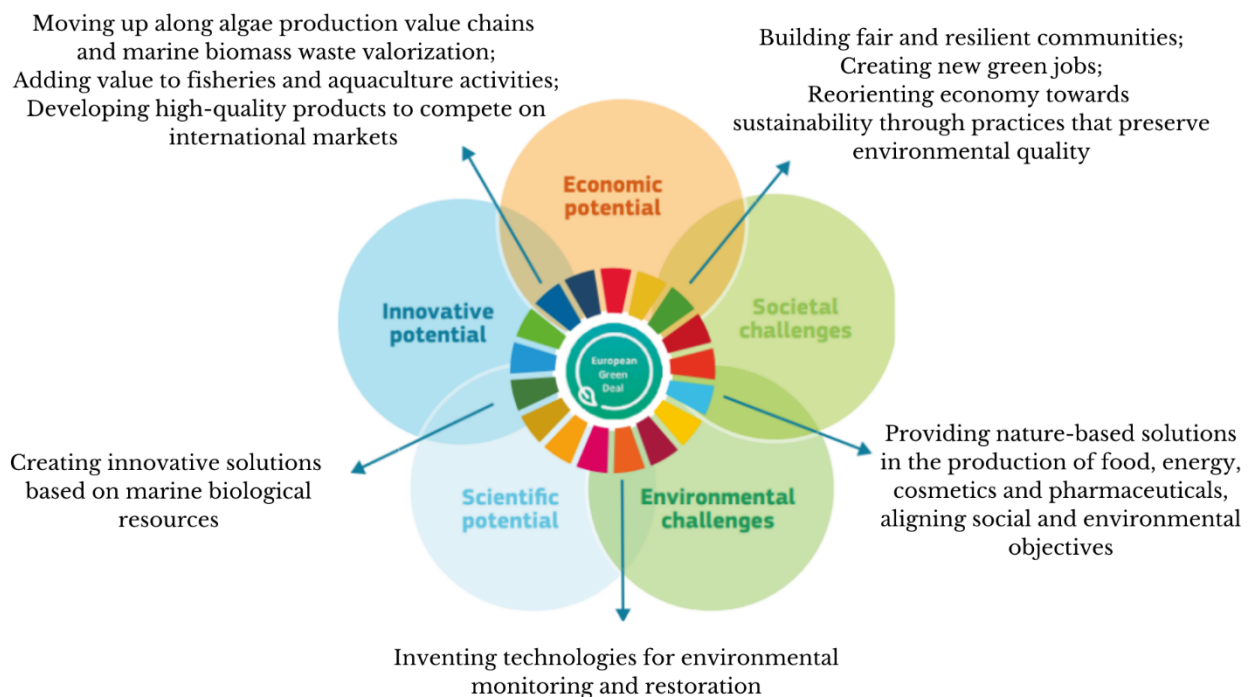 Moving up along algae production value chains
and marine biomass waste valorization;
Adding value to fisheries and aquaculture activities;
Developing high-quality products to compete on
international markets
Building fair and resilient communities;
Creating new green jobs;
Reorienting economy towards
sustainability through practices that preserve
environmental quality
Economic
potential
Innovative
potential
Societal
challenges
European
Green
Deal
Creating innovative solutions
based on marine biological
resources
Scientific
potential
Environmental
challenges
Providing nature-based solutions
in the production of food, energy,
cosmetics and pharmaceuticals,
aligning social and environmental
objectives
Inventing technologies for environmental
monitoring and restoration